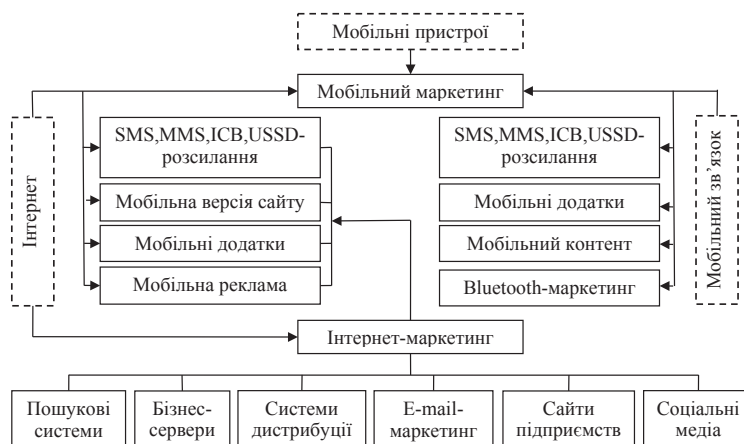 Мобільні пристрої
Мобільний маркетинг
Інтернет
SMS,MMS,ICB,USSD-
розсилання
Мобільна версія сайту
Мобільні додатки
Мобільна реклама
SMS,MMS,ICB,USSD-
розсилання
Мобільні додатки
Мобільний контент
Bluetooth-маркетинг
Мобільний зв’язок
Інтернет-маркетинг
Пошукові
системи
Бізнес-
сервери
Системи
дистрибуції
E-mail-
маркетинг
Сайти
підприємств
Соціальні
медіа